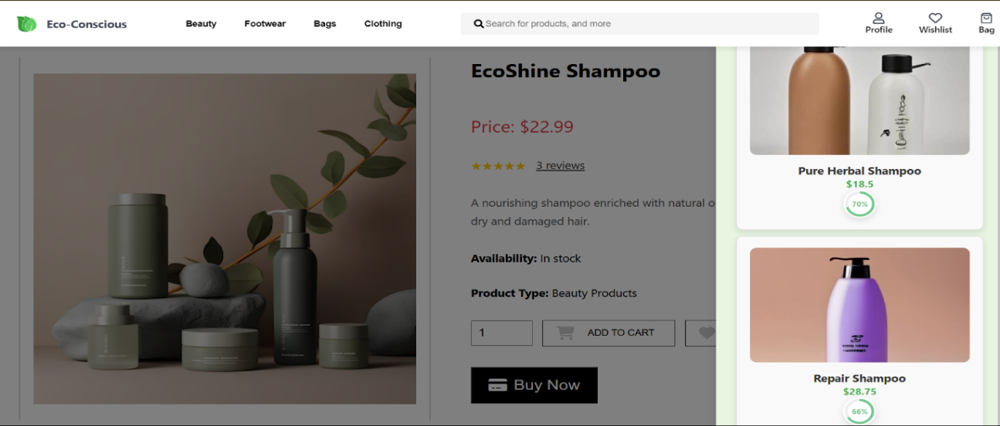 Eco-Conscious
Beauty
Footwear
Bags
Clothing
Search for products, and more
Profile
Wishlist
Bag
EcoShine Shampoo
Price: $22.99
3 reviews
A nourishing shampoo enriched with natural o
dry and damaged hair.
Availability: In stock
Product Type: Beauty Products
1
ADD TO CART
Buy Now
Pure Herbal Shampoo
$18.5
70%
Repair Shampoo
$28.75
66%